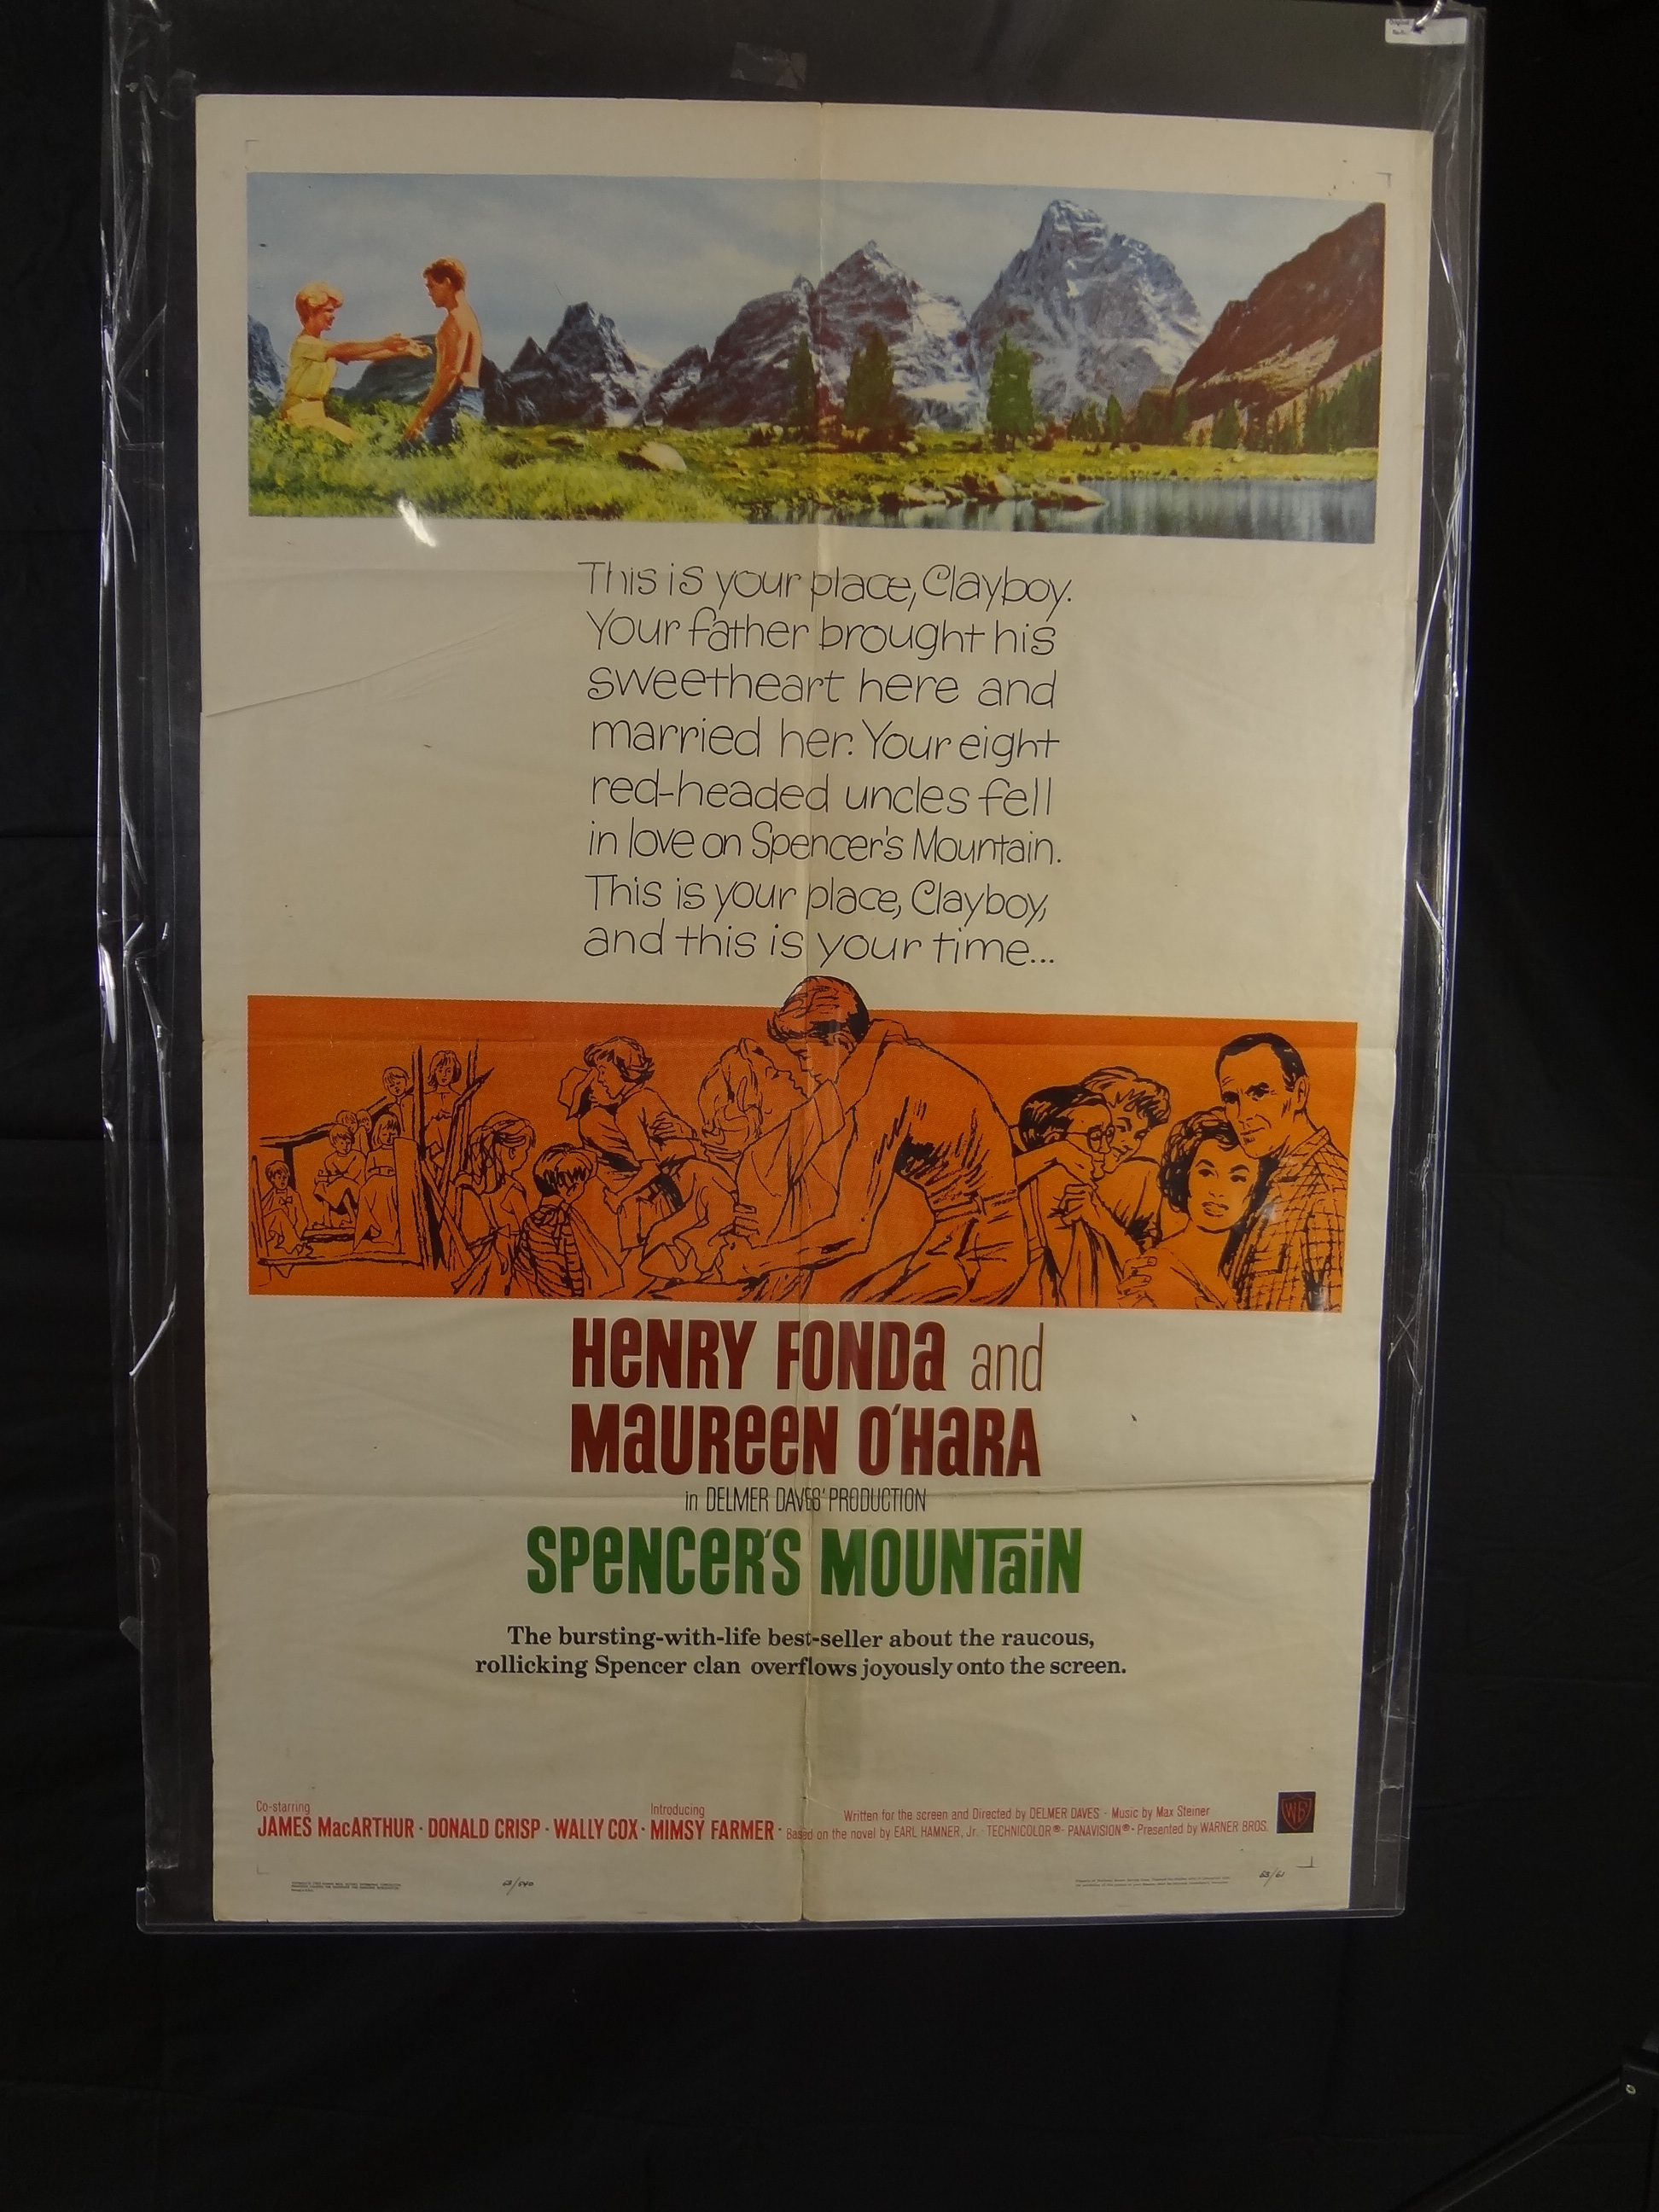 This is your place, Clayboy.
Your father brought his
sweetheart here and
married her. Your eight
red-headed uncles fell
in love on Spencer's Mountain.
This is your place, Clayboy,
and this is your time...
HENRY FONDA and
MAUREEN O'HARA
in DELMER DAVES' PRODUCTION
SPENCER'S MOUNTAIN
The bursting-with-life best-seller about the raucous,
rollicking Spencer clan overflows joyously onto the screen.
Co-starring
JAMES MacARTHUR · DONALD CRISP · WALLY COX ·
Introducing
MIMSY FARMER ·
Written for the screen and Directed by DELMER DAVES · Music by Max Steiner
Based on the novel by EARL HAMNER, Jr. · TECHNICOLOR® · PANAVISION® · Presented by WARNER BROS.
WB
63/61